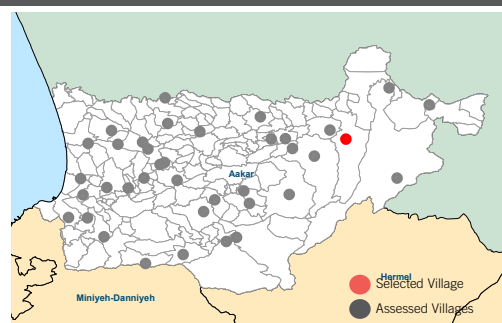 Aakar
Hermel
Selected Village
Miniyeh-Danniyeh
Assessed Villages